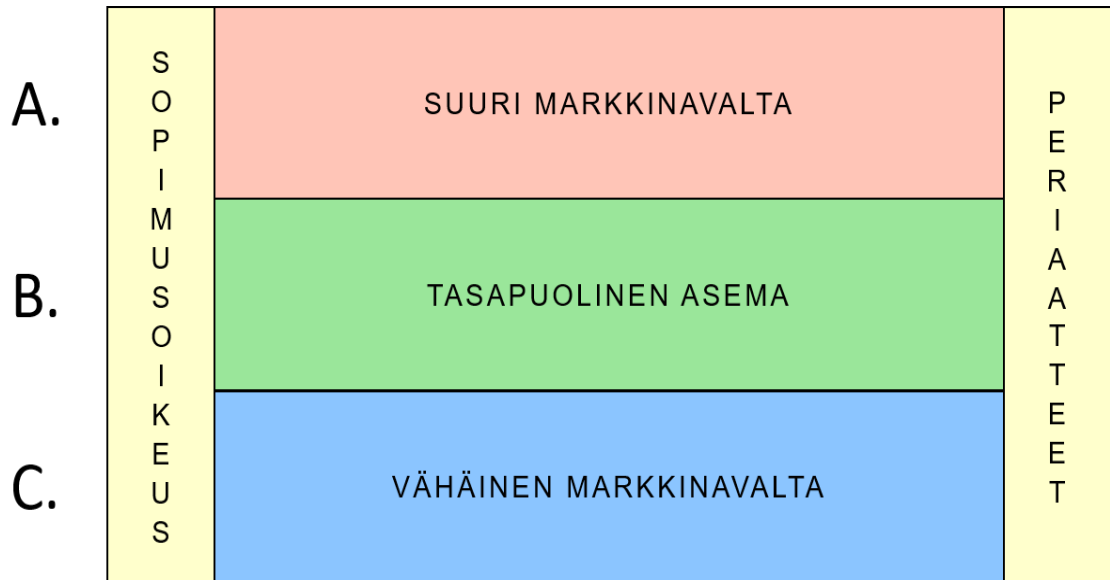 A.
B.
C.
SOPIMUSOIKEUS
SUURI MARKKINAVALTA
TASAPUOLINEN ASEMA
VÄHÄINEN MARKKINAVALTA
PERIAATTEET